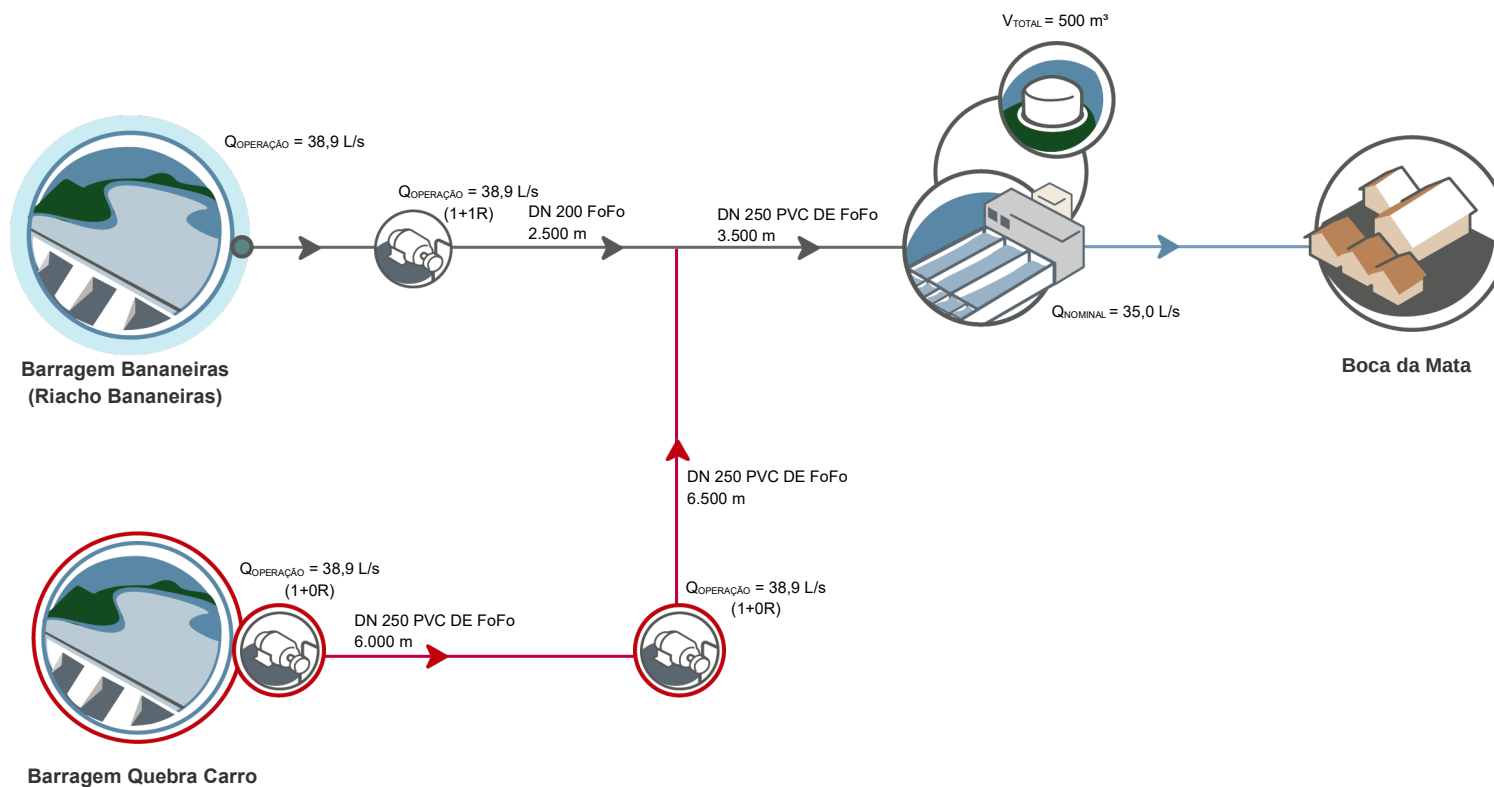 VTOTAL = 500 m³
QOPERAÇÃO = 38,9 L/s
QOPERAÇÃO = 38,9 L/s
(1+1R)
DN 200 FoFo
2.500 m
DN 250 PVC DE FoFo
3.500 m
QNOMINAL = 35,0 L/s
Barragem Bananeiras
(Riacho Bananeiras)
Boca da Mata
DN 250 PVC DE FoFo
6.500 m
QOPERAÇÃO = 38,9 L/s
(1+0R)
DN 250 PVC DE FoFo
6.000 m
QOPERAÇÃO = 38,9 L/s
(1+0R)
Barragem Quebra Carro